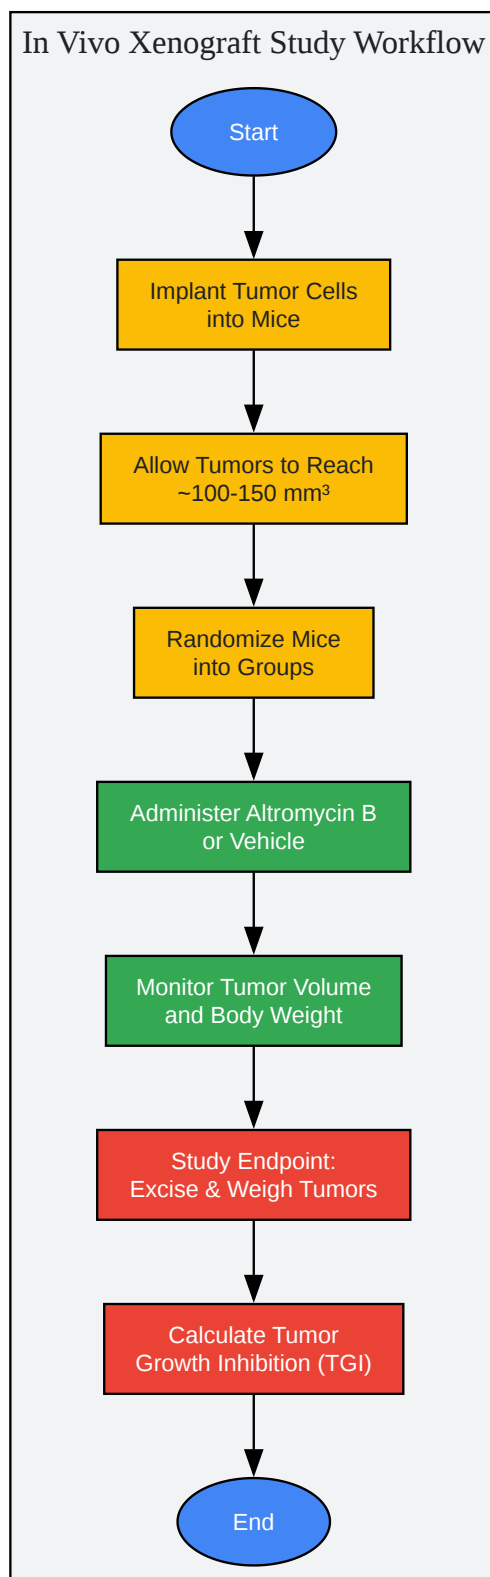 In Vivo Xenograft Study Workflow
Start
Implant Tumor Cells
into Mice
Allow Tumors to Reach
~100-150 mm³
Randomize Mice
into Groups
Administer Altromycin B
or Vehicle
Monitor Tumor Volume
and Body Weight
Study Endpoint:
Excise & Weigh Tumors
Calculate Tumor
Growth Inhibition (TGI)
End